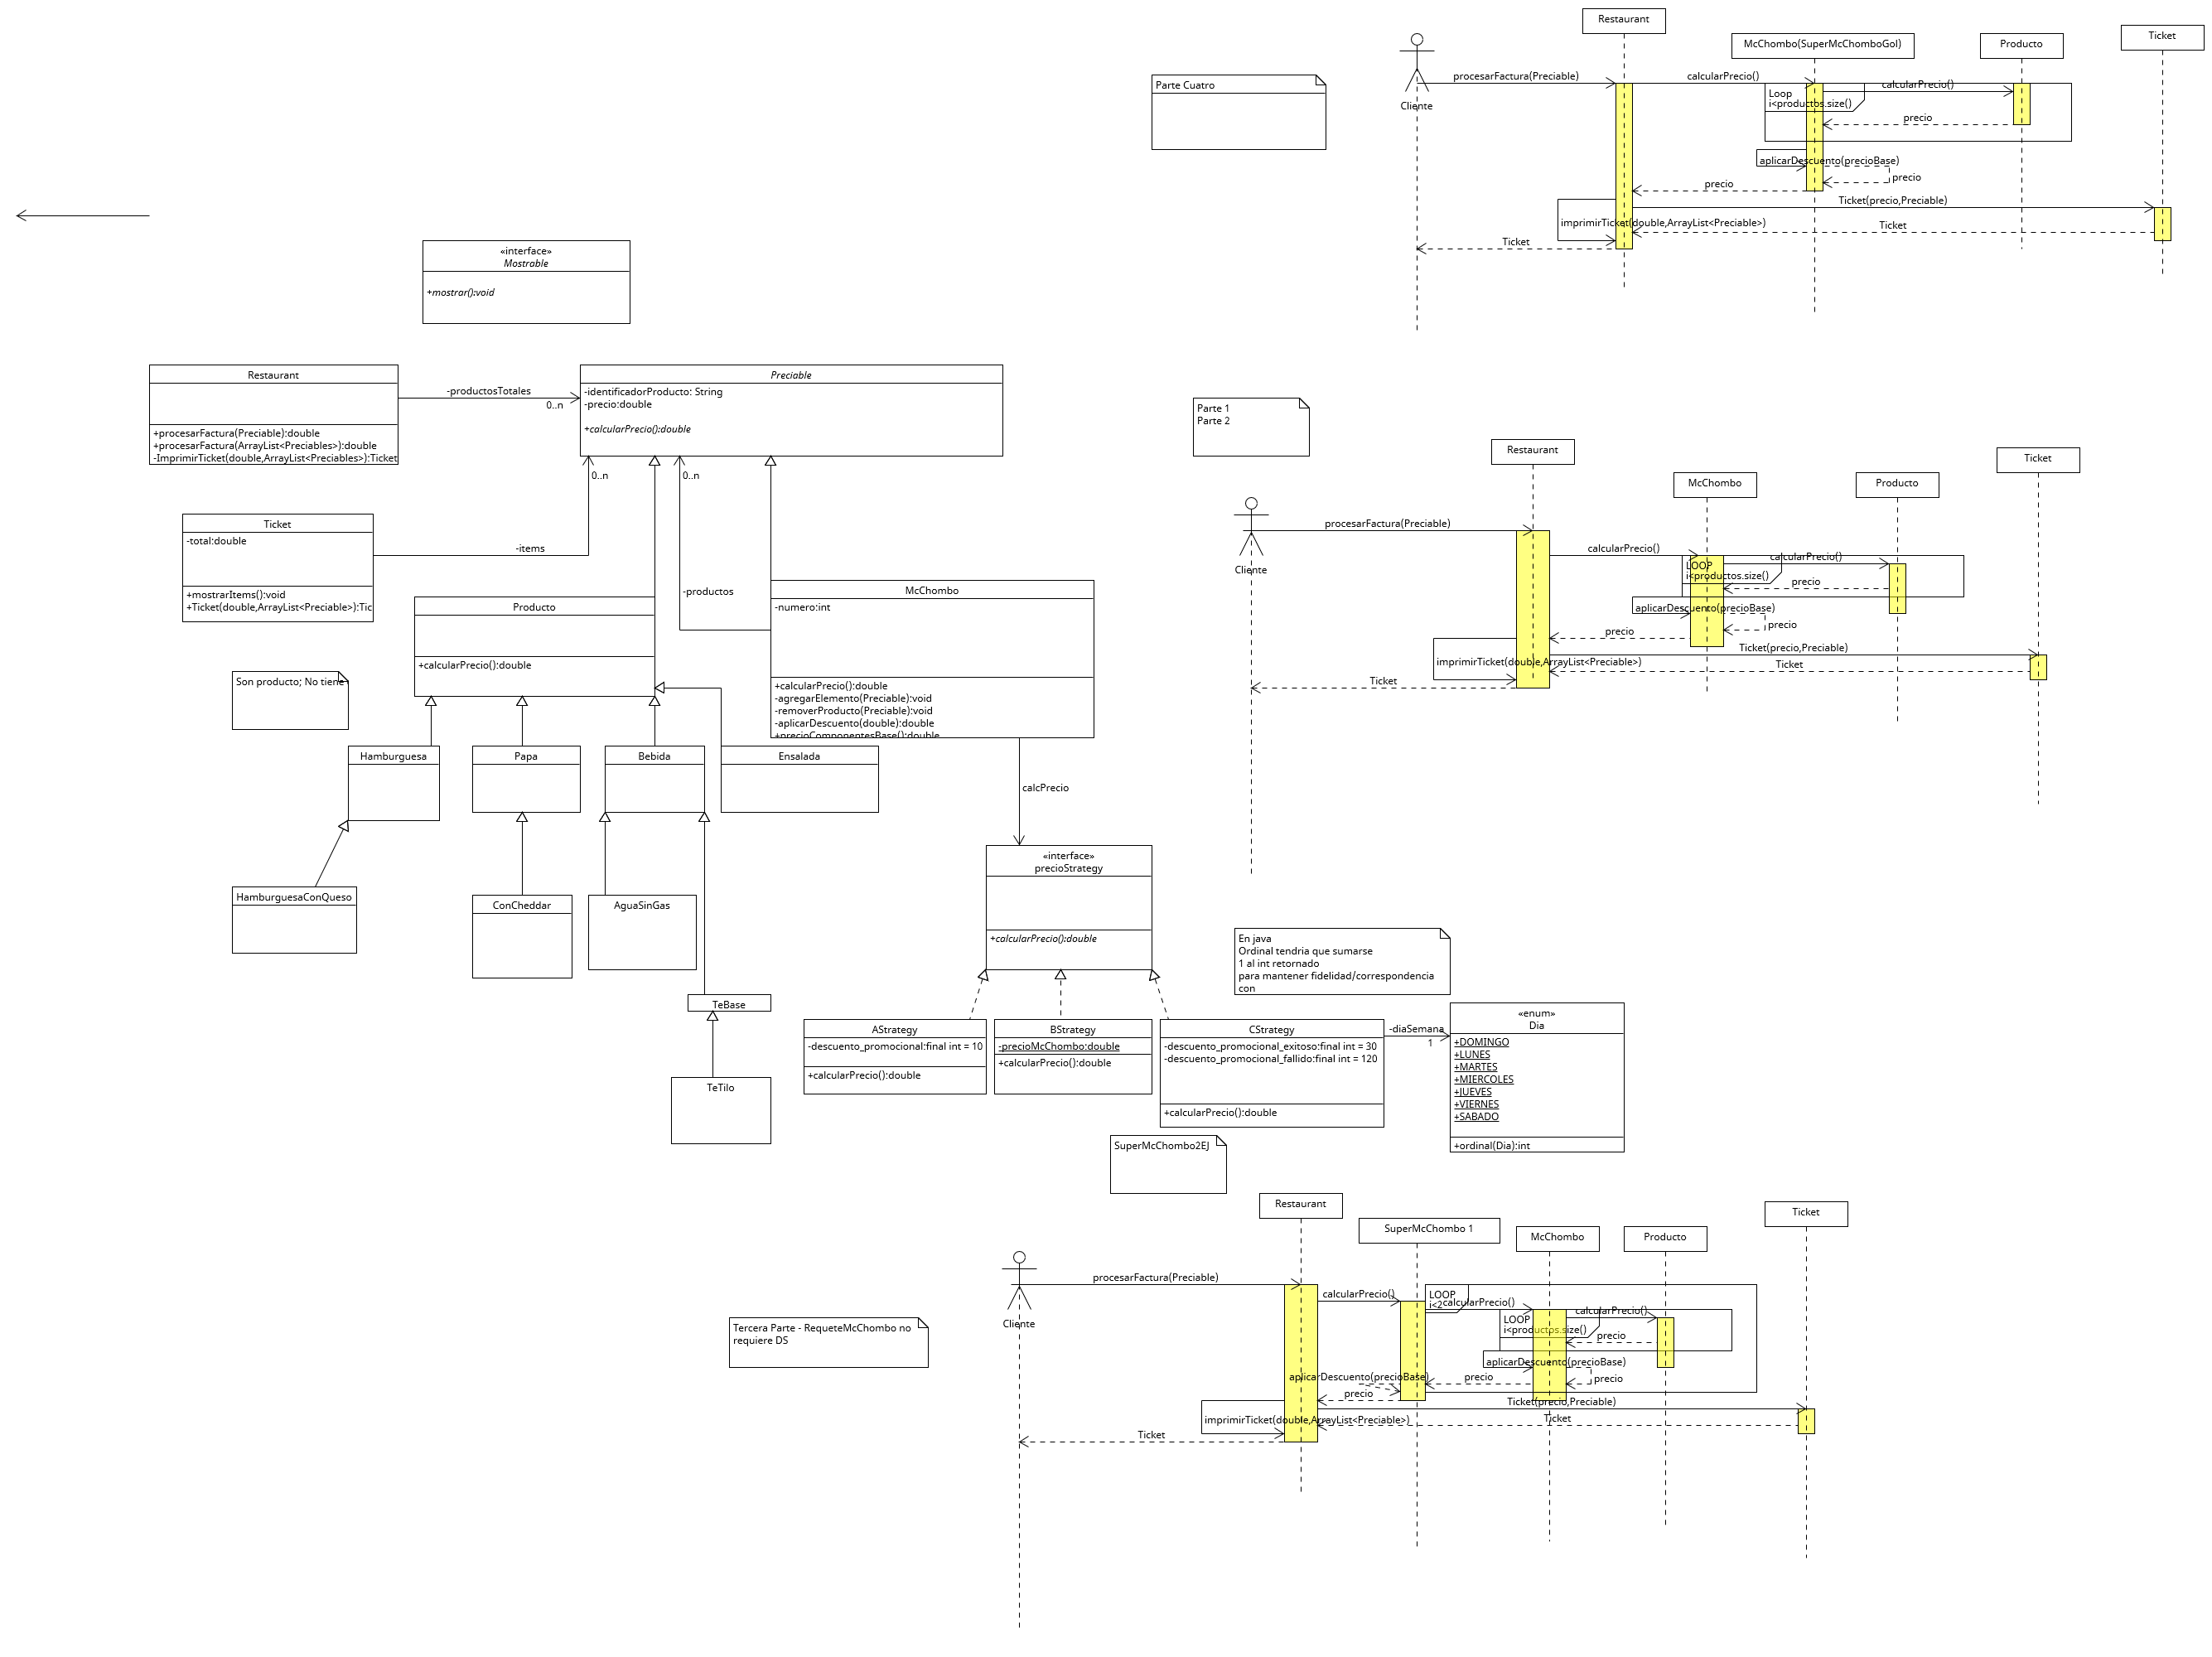 Restaurant
McChombo(SuperMcChomboGol)
Producto
Ticket
Parte Cuatro
Cliente
procesarFactura(Preciable)
calcularPrecio()
Loop
i<productos.size()
calcularPrecio()
precio
aplicarDescuento(precioBase)
precio
precio
Ticket(precio,Preciable)
imprimirTicket(double,ArrayList<Preciable>)
Ticket
Ticket
«interface»
Mostrable
+mostrar():void
Restaurant
+procesarFactura(Preciable):double
+procesarFactura(ArrayList<Preciables>):double
-ImprimirTicket(double,ArrayList<Preciables>):Ticket
-productosTotales
0..n
Preciable
-identificadorProducto: String
-precio:double
+calcularPrecio():double
0..n
0..n
Ticket
-total:double
+mostrarItems():void
+Ticket(double,ArrayList<Preciable>):Tic
-items
-productos
Producto
+calcularPrecio():double
McChombo
-numero:int
+calcularPrecio():double
-agregarElemento(Preciable):void
-removerProducto(Preciable):void
-aplicarDescuento(double):double
+precioComponentesBase():double
Son producto; No tiene
Hamburguesa
Papa
Bebida
Ensalada
HamburguesaConQueso
ConCheddar
AguaSinGas
TeBase
TeTilo
calcPrecio
«interface»
precioStrategy
+calcularPrecio():double
AStrategy
-descuento_promocional:final int = 10
+calcularPrecio():double
BStrategy
-precioMcChombo:double
+calcularPrecio():double
CStrategy
-descuento_promocional_exitoso:final int = 30
-descuento_promocional_fallido:final int = 120
+calcularPrecio():double
-diaSemana
1
«enum»
Dia
+DOMINGO
+LUNES
+MARTES
+MIERCOLES
+JUEVES
+VIERNES
+SABADO
+ordinal(Dia):int
En java
Ordinal tendria que sumarse
1 al int retornado
para mantener fidelidad/correspondencia
con
Parte 1
Parte 2
Restaurant
McChombo
Producto
Ticket
Cliente
procesarFactura(Preciable)
calcularPrecio()
LOOP
i<productos.size()
calcularPrecio()
precio
aplicarDescuento(precioBase)
precio
precio
Ticket(precio,Preciable)
imprimirTicket(double,ArrayList<Preciable>)
Ticket
Ticket
SuperMcChombo2EJ
Restaurant
SuperMcChombo 1
McChombo
Producto
Ticket
Tercera Parte - RequeteMcChombo no
requiere DS
Cliente
procesarFactura(Preciable)
calcularPrecio()
LOOP
i<2
calcularPrecio()
LOOP
i<productos.size()
calcularPrecio()
precio
aplicarDescuento(precioBase)
precio
precio
aplicarDescuento(precioBase)
precio
Ticket(precio,Preciable)
imprimirTicket(double,ArrayList<Preciable>)
Ticket
Ticket